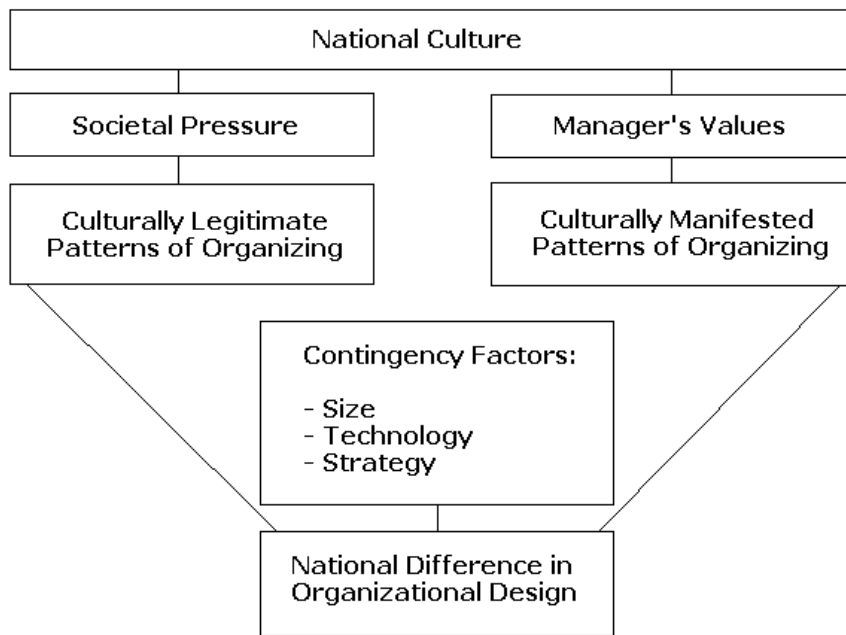 National Culture
Societal Pressure
Manager's Values
Culturally Legitimate
Patterns of Organizing
Culturally Manifested
Patterns of Organizing
Contingency Factors:
- Size
- Technology
- Strategy
National Difference in
Organizational Design